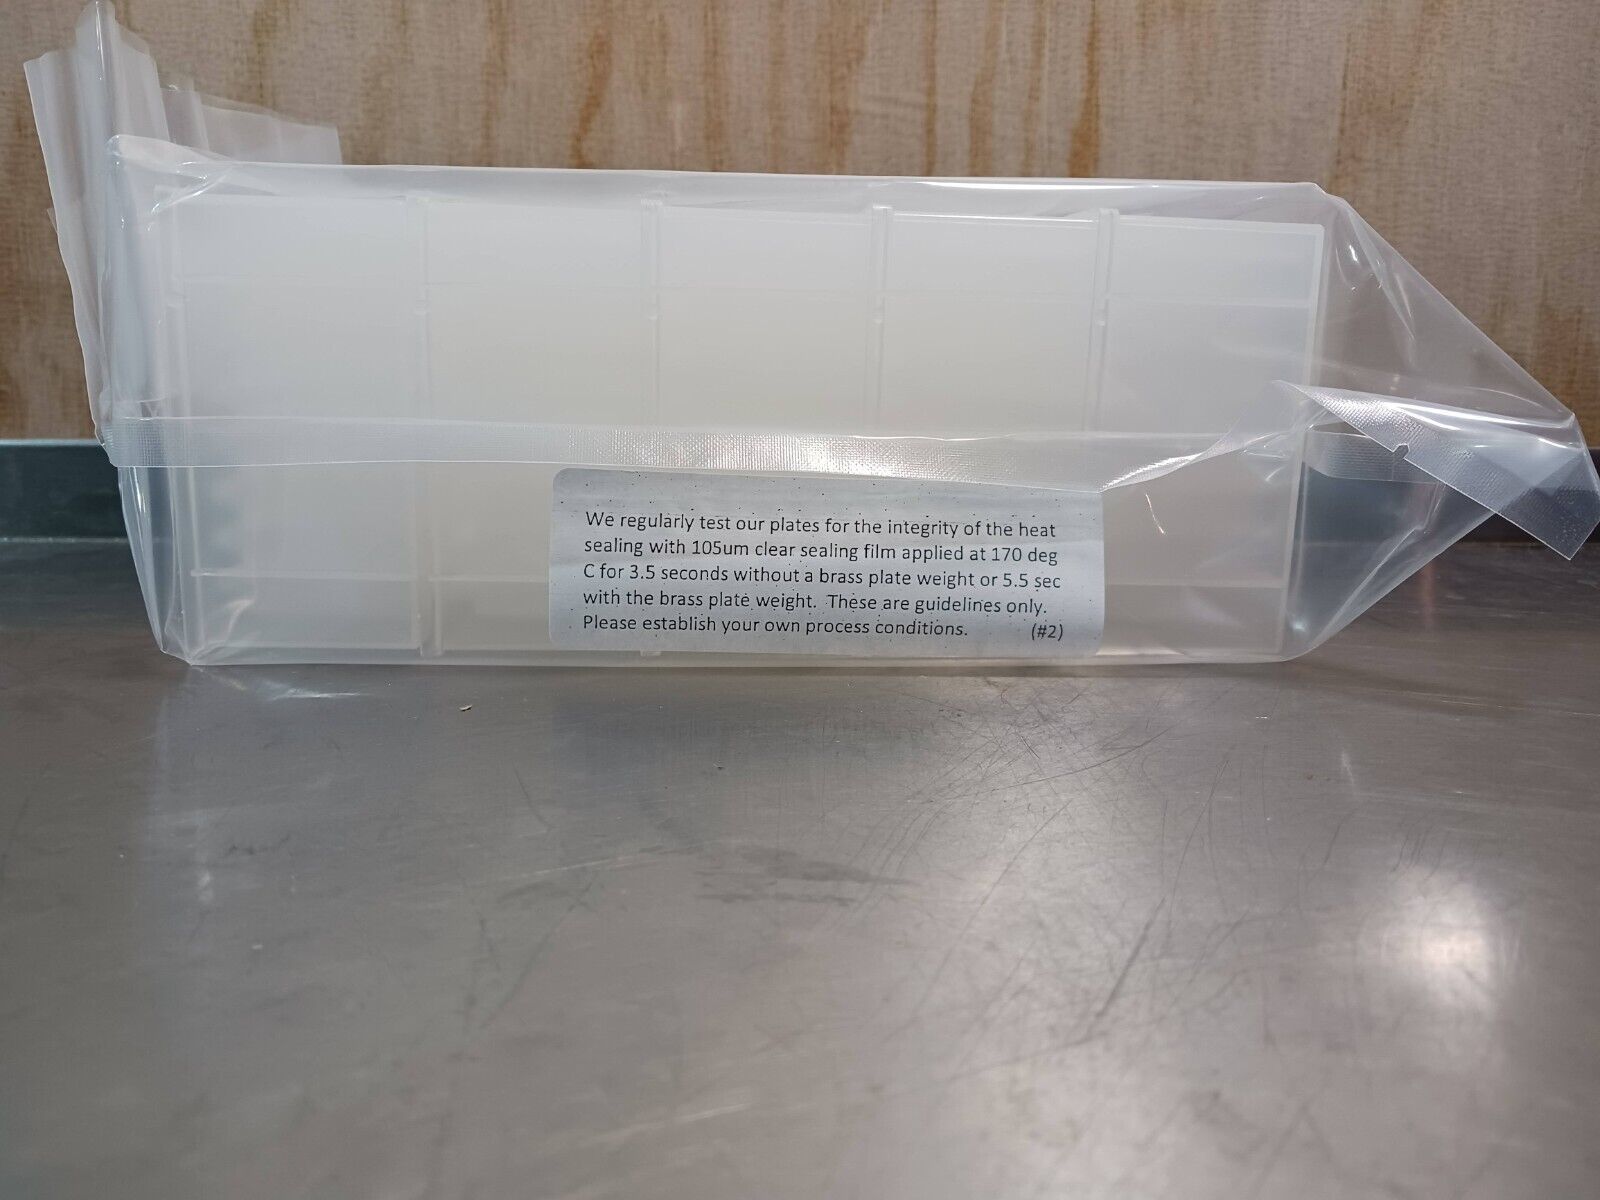 We regularly test our plates for the integrity of the heat
sealing with 105um clear sealing film applied at 170 deg
C for 3.5 seconds without a brass plate weight or 5.5 sec
with the brass plate weight. These are guidelines only.
Please establish your own process conditions. (#2)